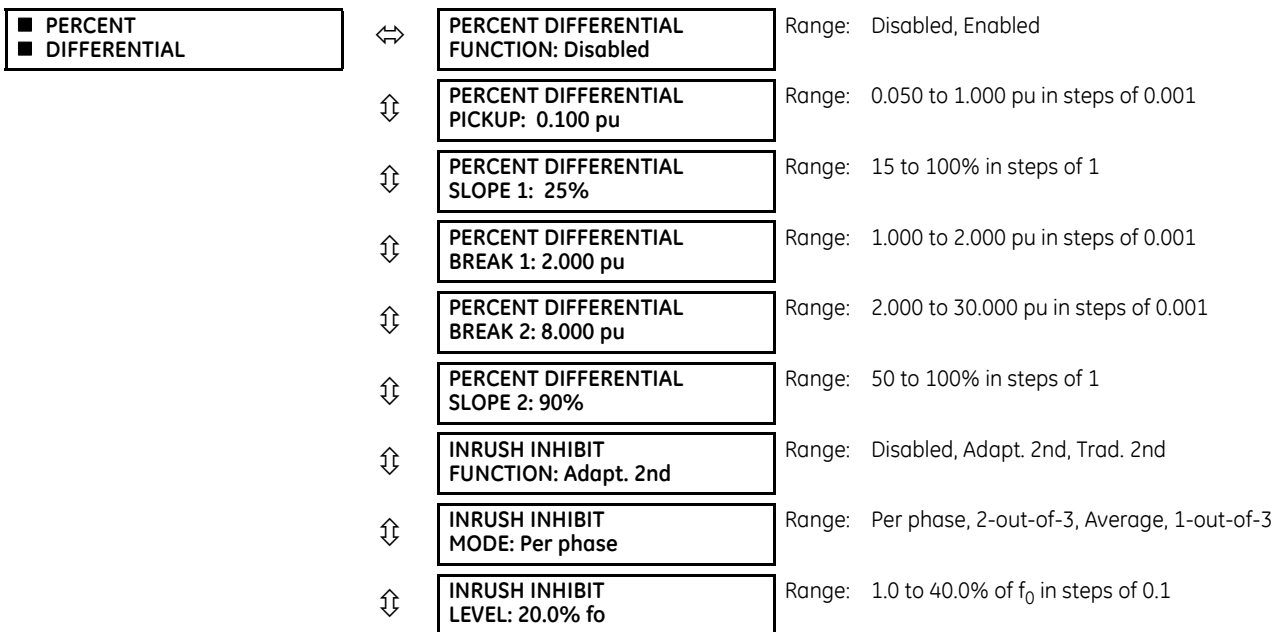 ■ PERCENT
■ DIFFERENTIAL
PERCENT DIFFERENTIAL
FUNCTION: Disabled
Range: Disabled, Enabled
PERCENT DIFFERENTIAL
PICKUP: 0.100 pu
Range: 0.050 to 1.000 pu in steps of 0.001
PERCENT DIFFERENTIAL
SLOPE 1: 25%
Range: 15 to 100% in steps of 1
PERCENT DIFFERENTIAL
BREAK 1: 2.000 pu
Range: 1.000 to 2.000 pu in steps of 0.001
PERCENT DIFFERENTIAL
BREAK 2: 8.000 pu
Range: 2.000 to 30.000 pu in steps of 0.001
PERCENT DIFFERENTIAL
SLOPE 2: 90%
Range: 50 to 100% in steps of 1
INRUSH INHIBIT
FUNCTION: Adapt. 2nd
Range: Disabled, Adapt. 2nd, Trad. 2nd
INRUSH INHIBIT
MODE: Per phase
Range: Per phase, 2-out-of-3, Average, 1-out-of-3
INRUSH INHIBIT
LEVEL: 20.0% fo
Range: 1.0 to 40.0% of f0 in steps of 0.1